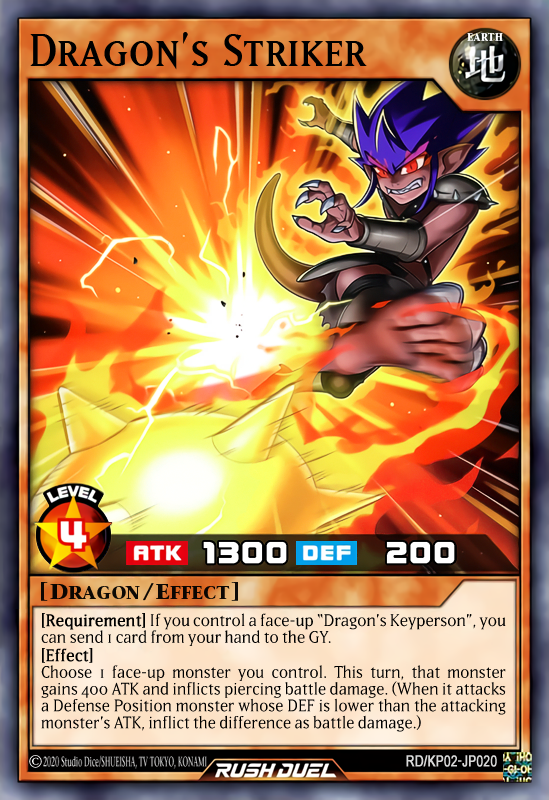 DRAGON'S STRIKER
EARTH
地
LEVEL
4
ATK 1300 DEF 200
[DRAGON/EFFECT]
[Requirement] If you control a face-up “Dragon's Keyperson”, you
can send 1 card from your hand to the GY.
[Effect]
Choose 1 face-up monster you control. This turn, that monster
gains 400 ATK and inflicts piercing battle damage. (When it attacks
a Defense Position monster whose DEF is lower than the attacking
monster's ATK, inflict the difference as battle damage.)
©2020 Studio Dice/SHUEISHA, TV TOKYO, KONAMI
RUSH DUEL
RD/KP02-JP020